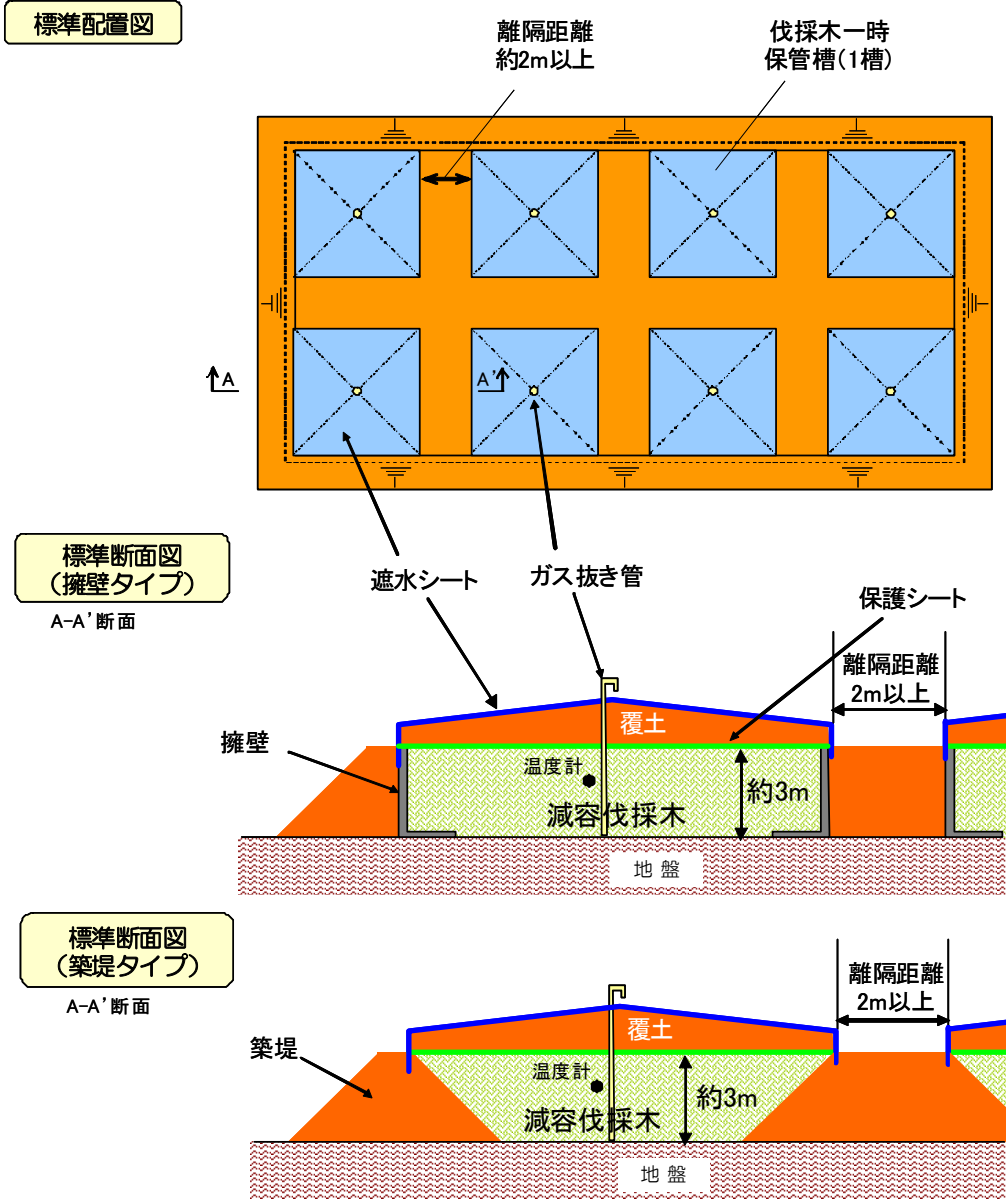 標準配置図
離隔距離
約2m以上
伐採木一時
保管槽(1槽)
A
A'
標準断面図
(擁壁タイプ)
A-A'断面
遮水シート
ガス抜き管
保護シート
離隔距離
2m以上
擁壁
覆土
温度計
約3m
減容伐採木
地盤
標準断面図
(築堤タイプ)
A-A'断面
離隔距離
2m以上
築堤
覆土
温度計
約3m
減容伐採木
地盤